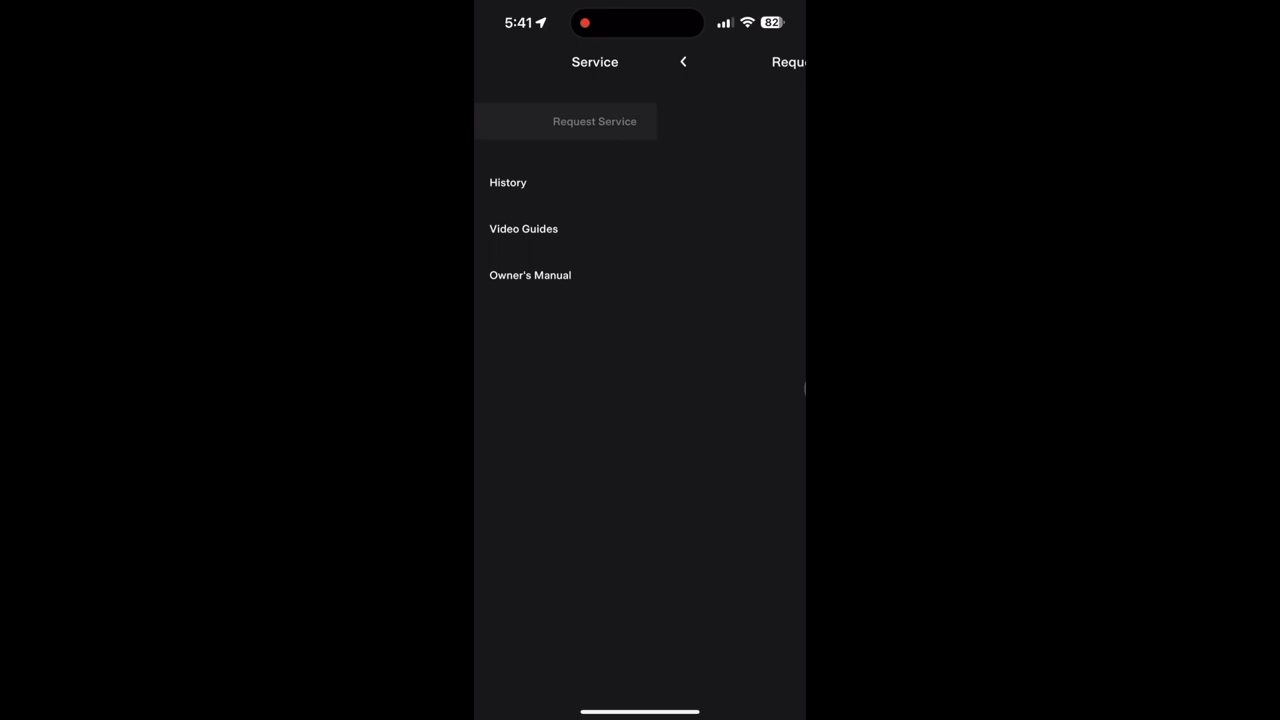 5:41
82
Service
Requ
Request Service
History
Video Guides
Owner's Manual